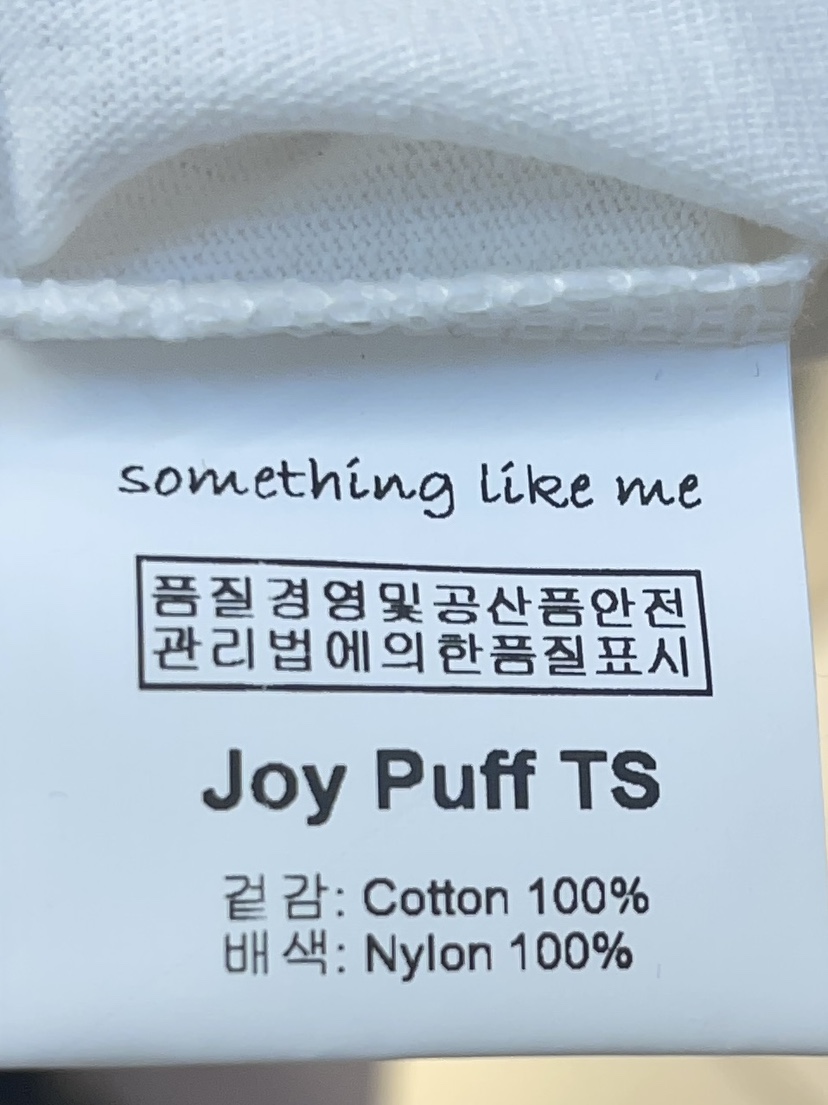 something like me
품질경영및공산품안전
관리법에의한품질표시
Joy Puff TS
겉감: Cotton 100%
배색: Nylon 100%